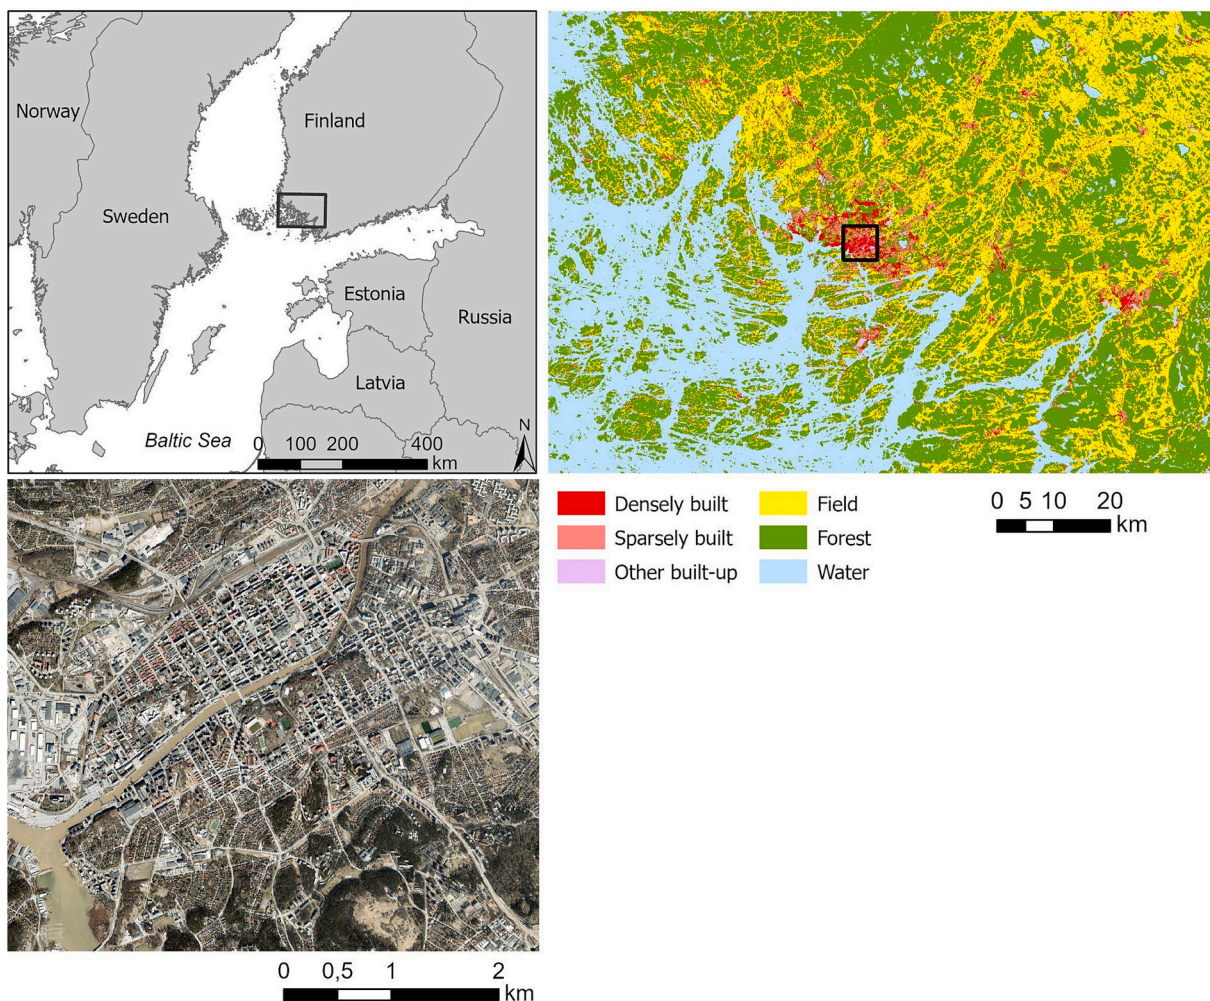 Norway
Finland
Sweden
Estonia
Russia
Latvia
Baltic Sea
0 100 200 400
km
N
Densely built
Sparsely built
Other built-up
Field
Forest
Water
0 5 10 20
km
0 0,5 1 2
km